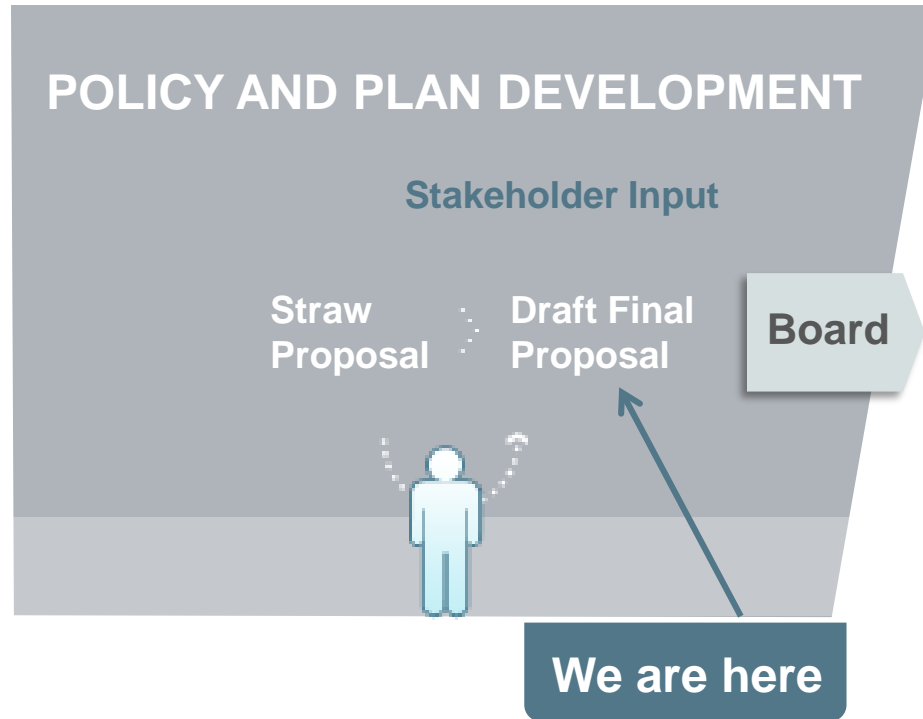 POLICY AND PLAN DEVELOPMENT
Stakeholder Input
Straw
Proposal
Draft Final
Proposal
Board
We are here